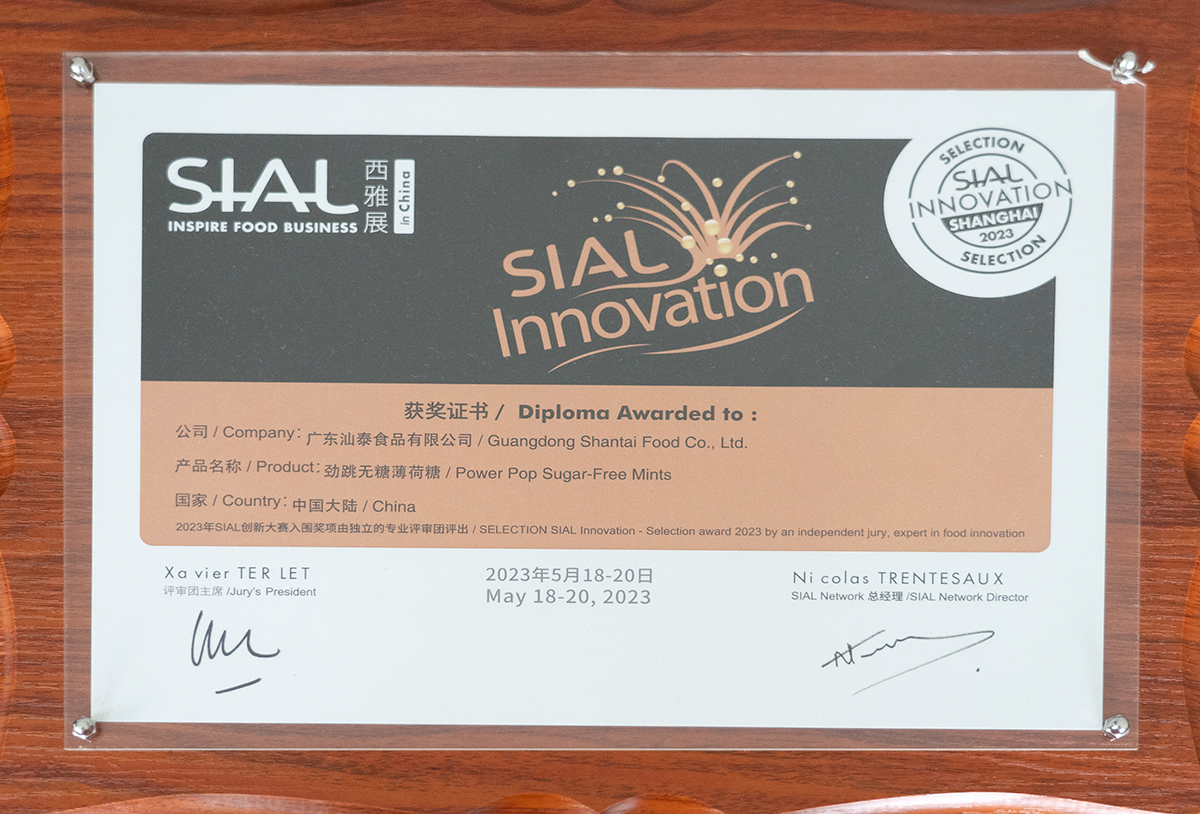 SIAL
INSPIRE FOOD BUSINESS
西雅展
in China
SIAL
Innovation
SELECTION
SIAL
INNOVATION
SHANGHAI
2023
SELECTION
获奖证书 / Diploma Awarded to :
公司 / Company: 广东汕泰食品有限公司 / Guangdong Shantai Food Co., Ltd.
产品名称 / Product: 劲跳无糖薄荷糖 / Power Pop Sugar-Free Mints
国家 / Country: 中国大陆 / China
2023年SIAL创新大赛入围奖项由独立的专业评审团评出 / SELECTION SIAL Innovation - Selection award 2023 by an independent jury, expert in food innovation
Xa vier TER LET
评审团主席 /Jury's President
2023年5月18-20日
May 18-20, 2023
Ni colas TRENTESAUX
SIAL Network 总经理 /SIAL Network Director